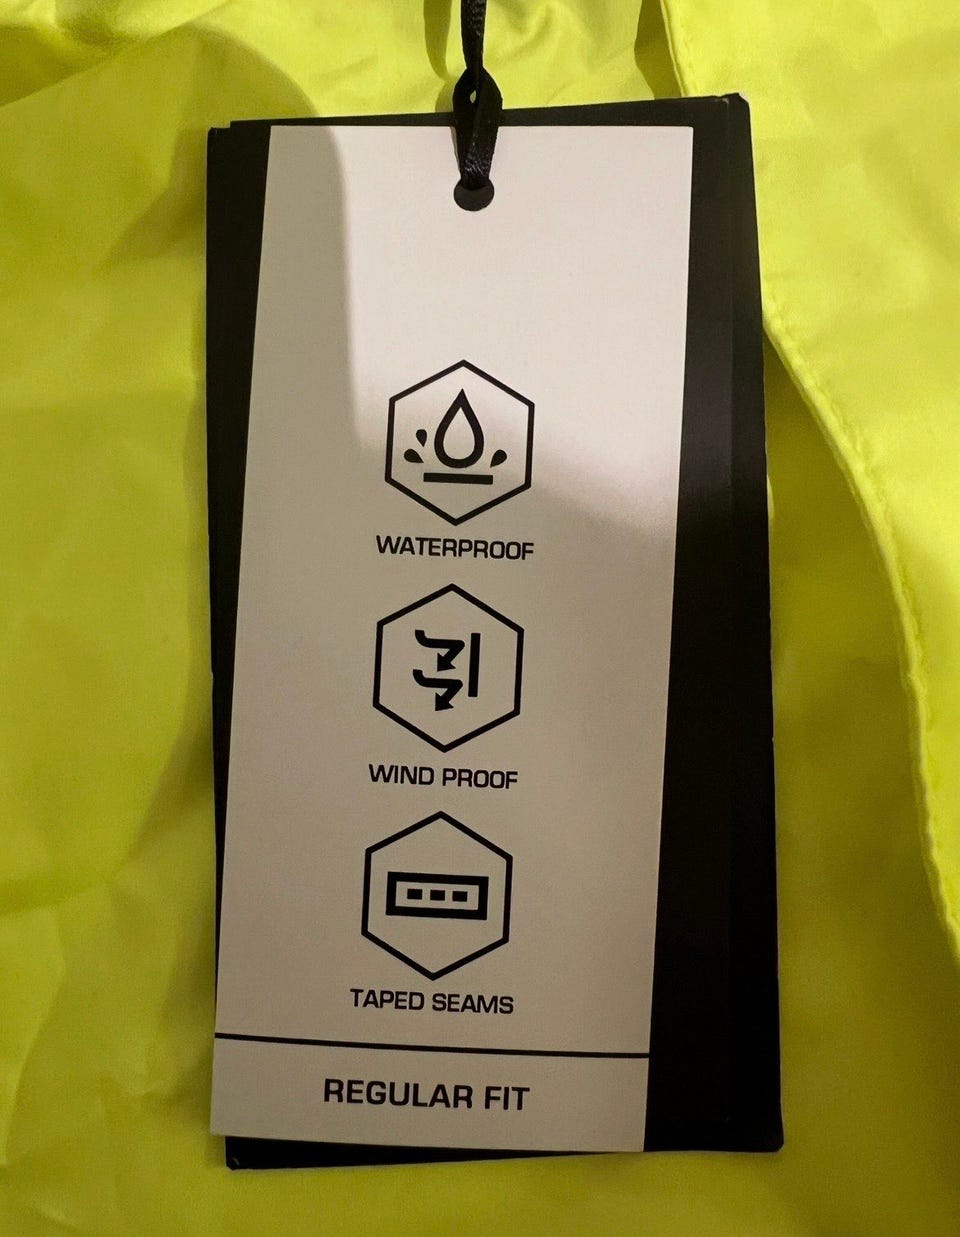 WATERPROOF
WIND PROOF
TAPED SEAMS
REGULAR FIT